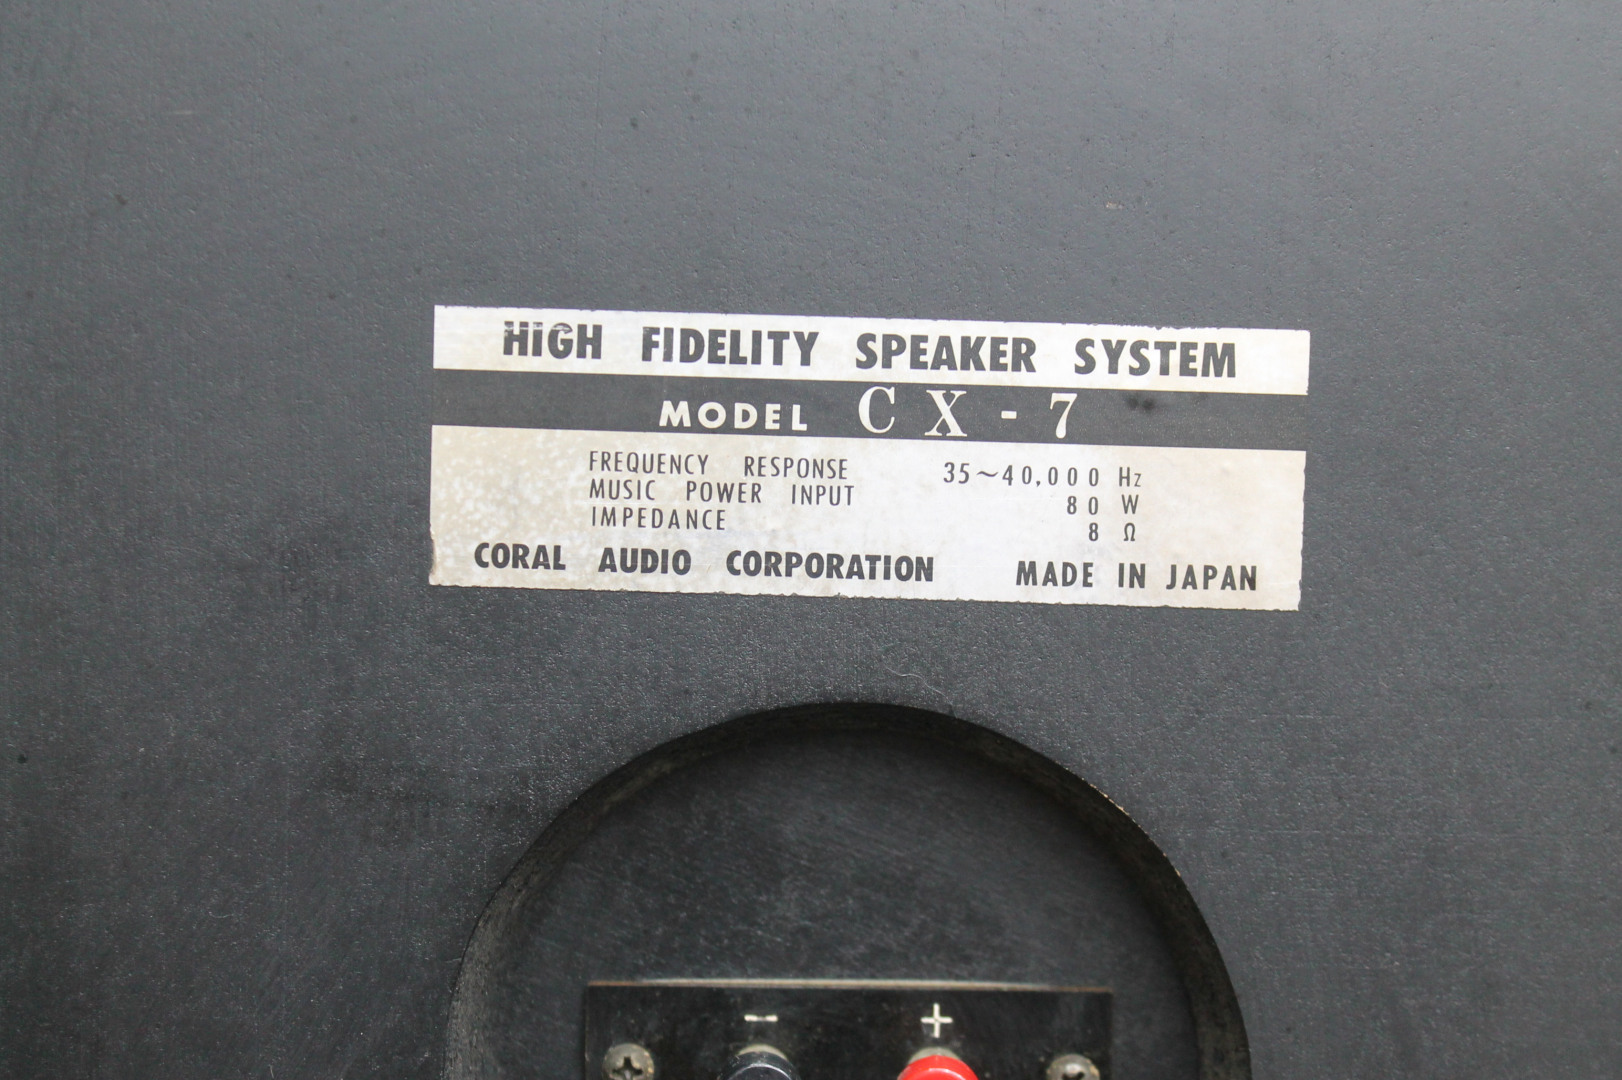 HIGH FIDELITY SPEAKER SYSTEM
MODEL CX-7
FREQUENCY RESPONSE 35~40,000 Hz
MUSIC POWER INPUT 80 W
IMPEDANCE 8 Ω
CORAL AUDIO CORPORATION MADE IN JAPAN
- +